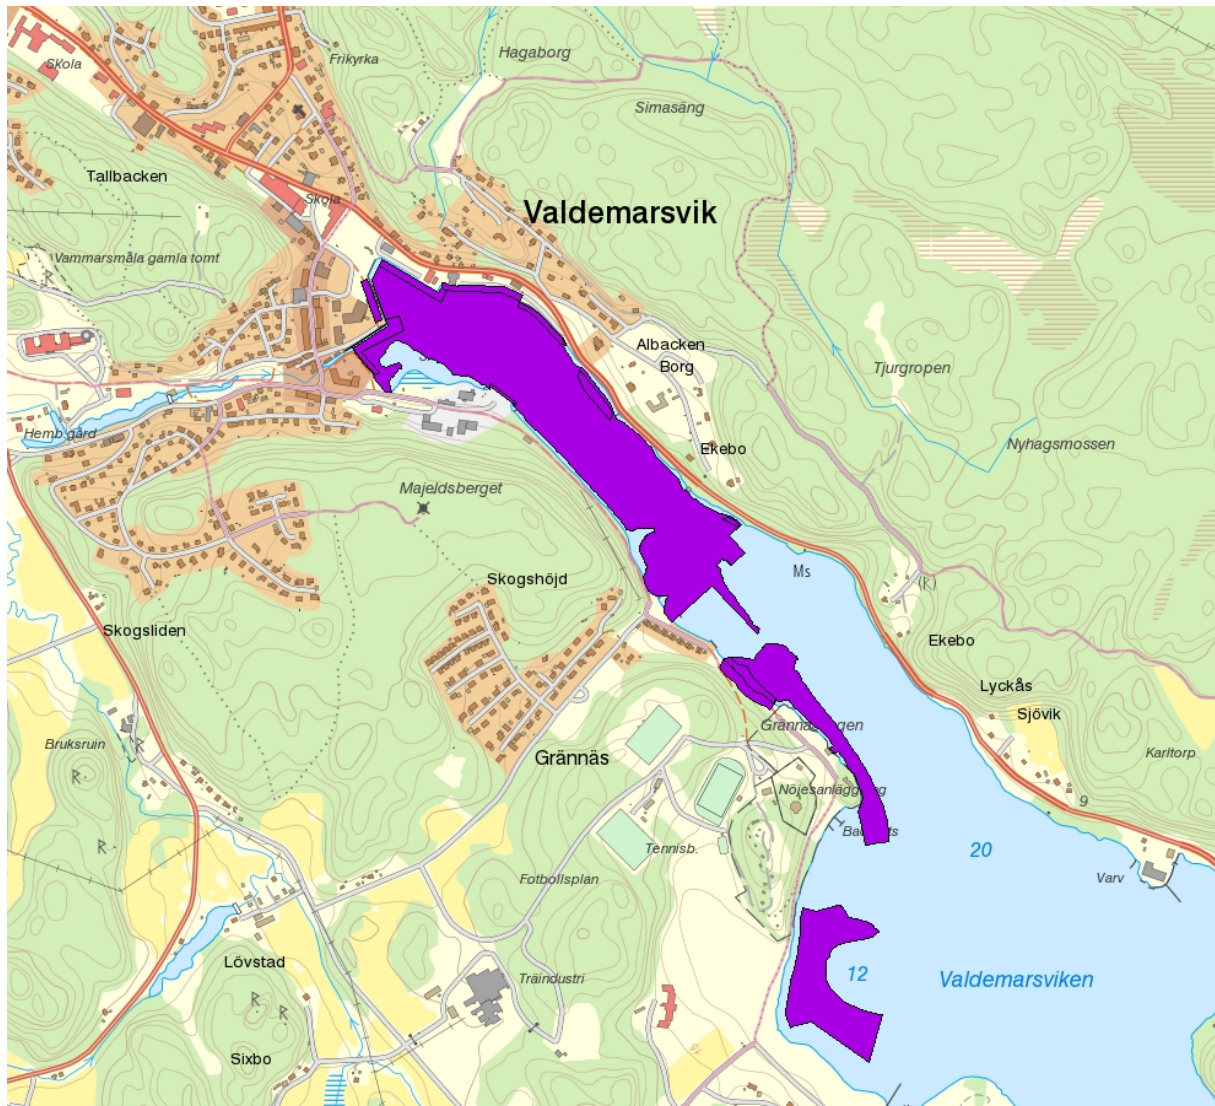 Hagaborg
Frikyrka
Skola
Simasäng
Tallbacken
Skola
Valdemarsvik
Vammarsmåla gamla tomt
R
Albacken
Borg
Tjurgropen
Hemb.gård
Ekebo
Nyhagsmossen
Majeldsberget
Ms
Skogshöjd
(R)
Skogsliden
Ekebo
Lyckås
Sjövik
Bruksruin
R
Grännäs
Karltorp
R
9
R
Tennisb.
20
Varv
Fotbollsplan
Lövstad
12
Valdemarsviken
Träindustri
R
R
Sixbo
15